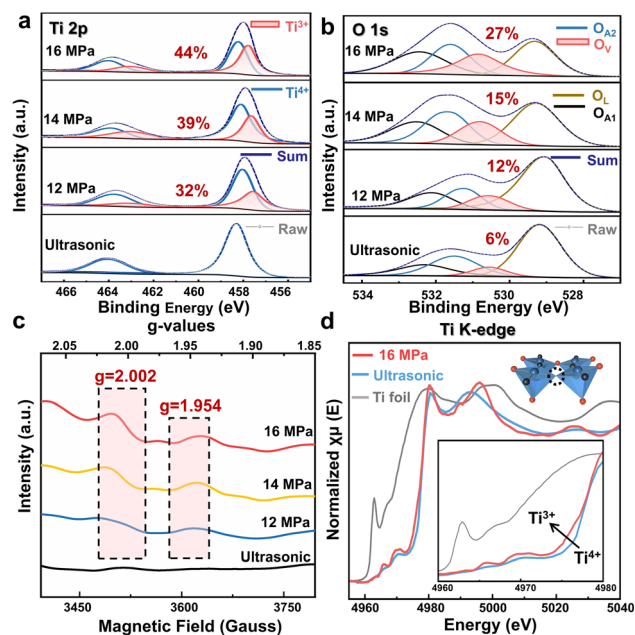 a
Ti 2p
Ti³⁺
16 MPa
44%
Ti⁴⁺
14 MPa
39%
Sum
12 MPa
32%
Raw
Ultrasonic
Intensity (a.u.)
466 464 462 460 458 456
Binding Energy (eV)
b
O 1s
O_A2
O_V
16 MPa
27%
O_L
O_A1
14 MPa
15%
Sum
12 MPa
12%
Raw
Ultrasonic
6%
Intensity (a.u.)
534 532 530 528
Binding Energy (eV)
c
g-values
2.05 2.00 1.95 1.90 1.85
g=2.002
g=1.954
16 MPa
14 MPa
12 MPa
Ultrasonic
Intensity (a.u.)
3450 3600 3750
Magnetic Field (Gauss)
d
Ti K-edge
16 MPa
Ultrasonic
Ti foil
Ti³⁺
Ti⁴⁺
4960 4970 4980
Normalized χμ (E)
4960 4980 5000 5020 5040
Energy (eV)